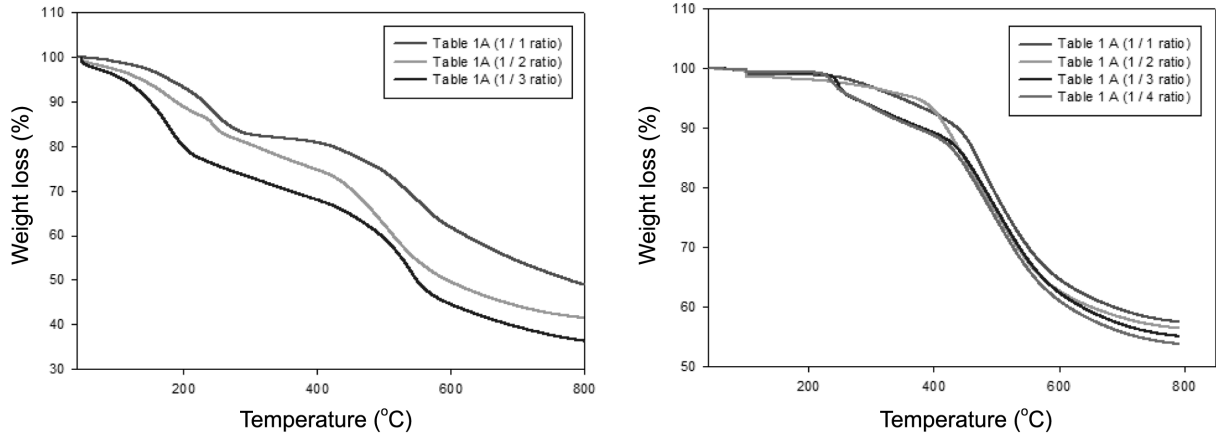 110
100
90
80
70
60
50
40
30
Weight loss (%)
200
400
600
800
Temperature (°C)
Table 1A (1 / 1 ratio)
Table 1A (1 / 2 ratio)
Table 1A (1 / 3 ratio)
110
100
90
80
70
60
50
Weight loss (%)
200
400
600
800
Temperature (°C)
Table 1 A (1 / 1 ratio)
Table 1 A (1 / 2 ratio)
Table 1 A (1 / 3 ratio)
Table 1 A (1 / 4 ratio)